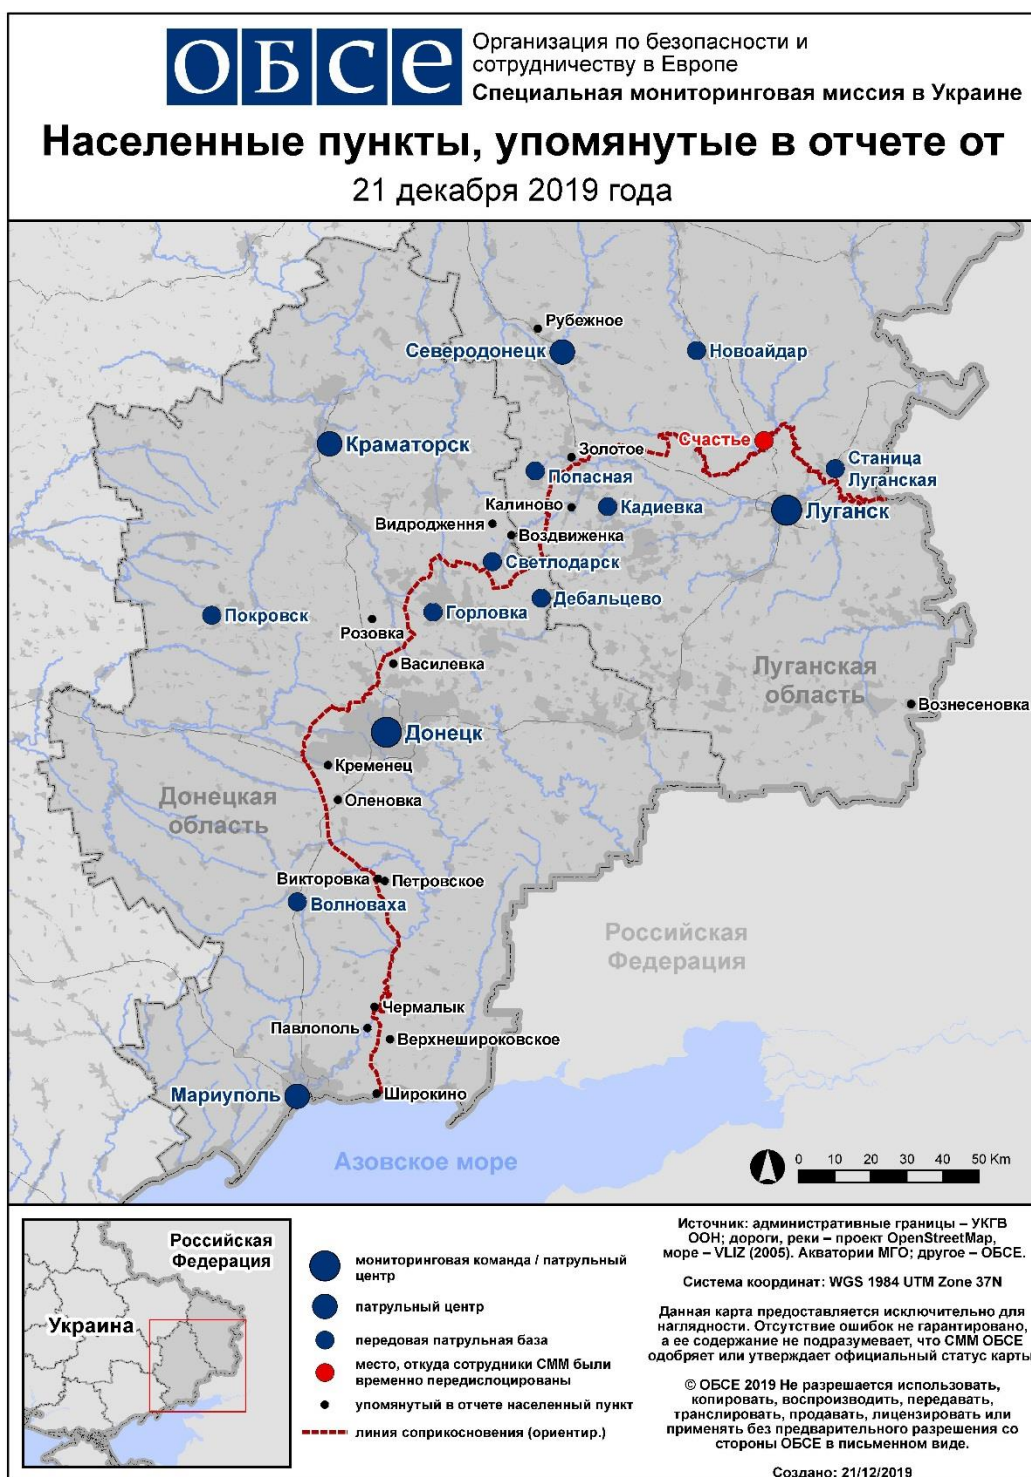 ОБСЕ
Организация по безопасности и
сотрудничеству в Европе
Специальная мониторинговая миссия в Украине
Населенные пункты, упомянутые в отчете от
21 декабря 2019 года
Рубежное
Северодонецк
Новоайдар
Краматорск
Счастье
Золотое
Станица
Луганская
Попасная
Калиново
Кадиевка
Луганск
Видродження
Воздвиженка
Светлодарск
Дебальцево
Покровск
Горловка
Розовка
Василевка
Луганская
область
Вознесеновка
Донецк
Кременец
Донецкая
область
Оленовка
Викторовка
Петровское
Волноваха
Российская
Федерация
Чермалык
Павлополь
Верхнешироковское
Мариуполь
Широкино
Азовское море
0 10 20 30 40 50 Km
Российская
Федерация
Украина
мониторинговая команда / патрульный
центр
патрульный центр
передовая патрульная база
место, откуда сотрудники СММ были
временно передислоцированы
упомянутый в отчете населенный пункт
линия соприкосновения (ориентир.)
Источник: административные границы – УКГВ
ООН; дороги, реки – проект OpenStreetMap,
море – VLIZ (2005). Акватории МГО; другое – ОБСЕ.
Система координат: WGS 1984 UTM Zone 37N
Данная карта предоставляется исключительно для
наглядности. Отсутствие ошибок не гарантировано,
а ее содержание не подразумевает, что СММ ОБСЕ
одобряет или утверждает официальный статус карты
© ОБСЕ 2019 Не разрешается использовать,
копировать, воспроизводить, передавать,
транслировать, продавать, лицензировать или
применять без предварительного разрешения со
стороны ОБСЕ в письменном виде.
Создано: 21/12/2019